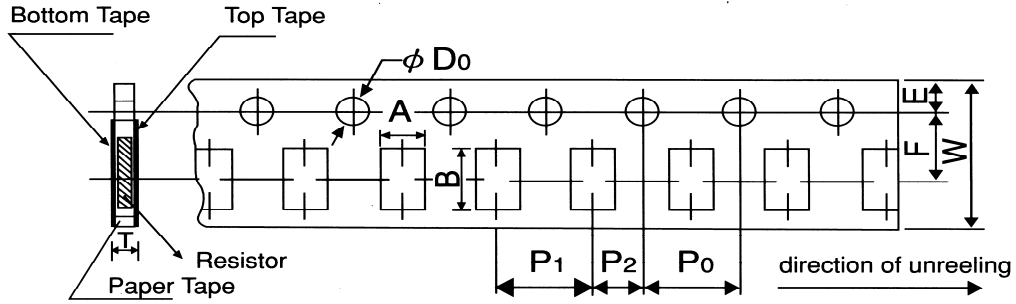 Bottom Tape
Top Tape
ϕ D0
A
B
E
F
W
T
Resistor
Paper Tape
P1
P2
P0
direction of unreeling